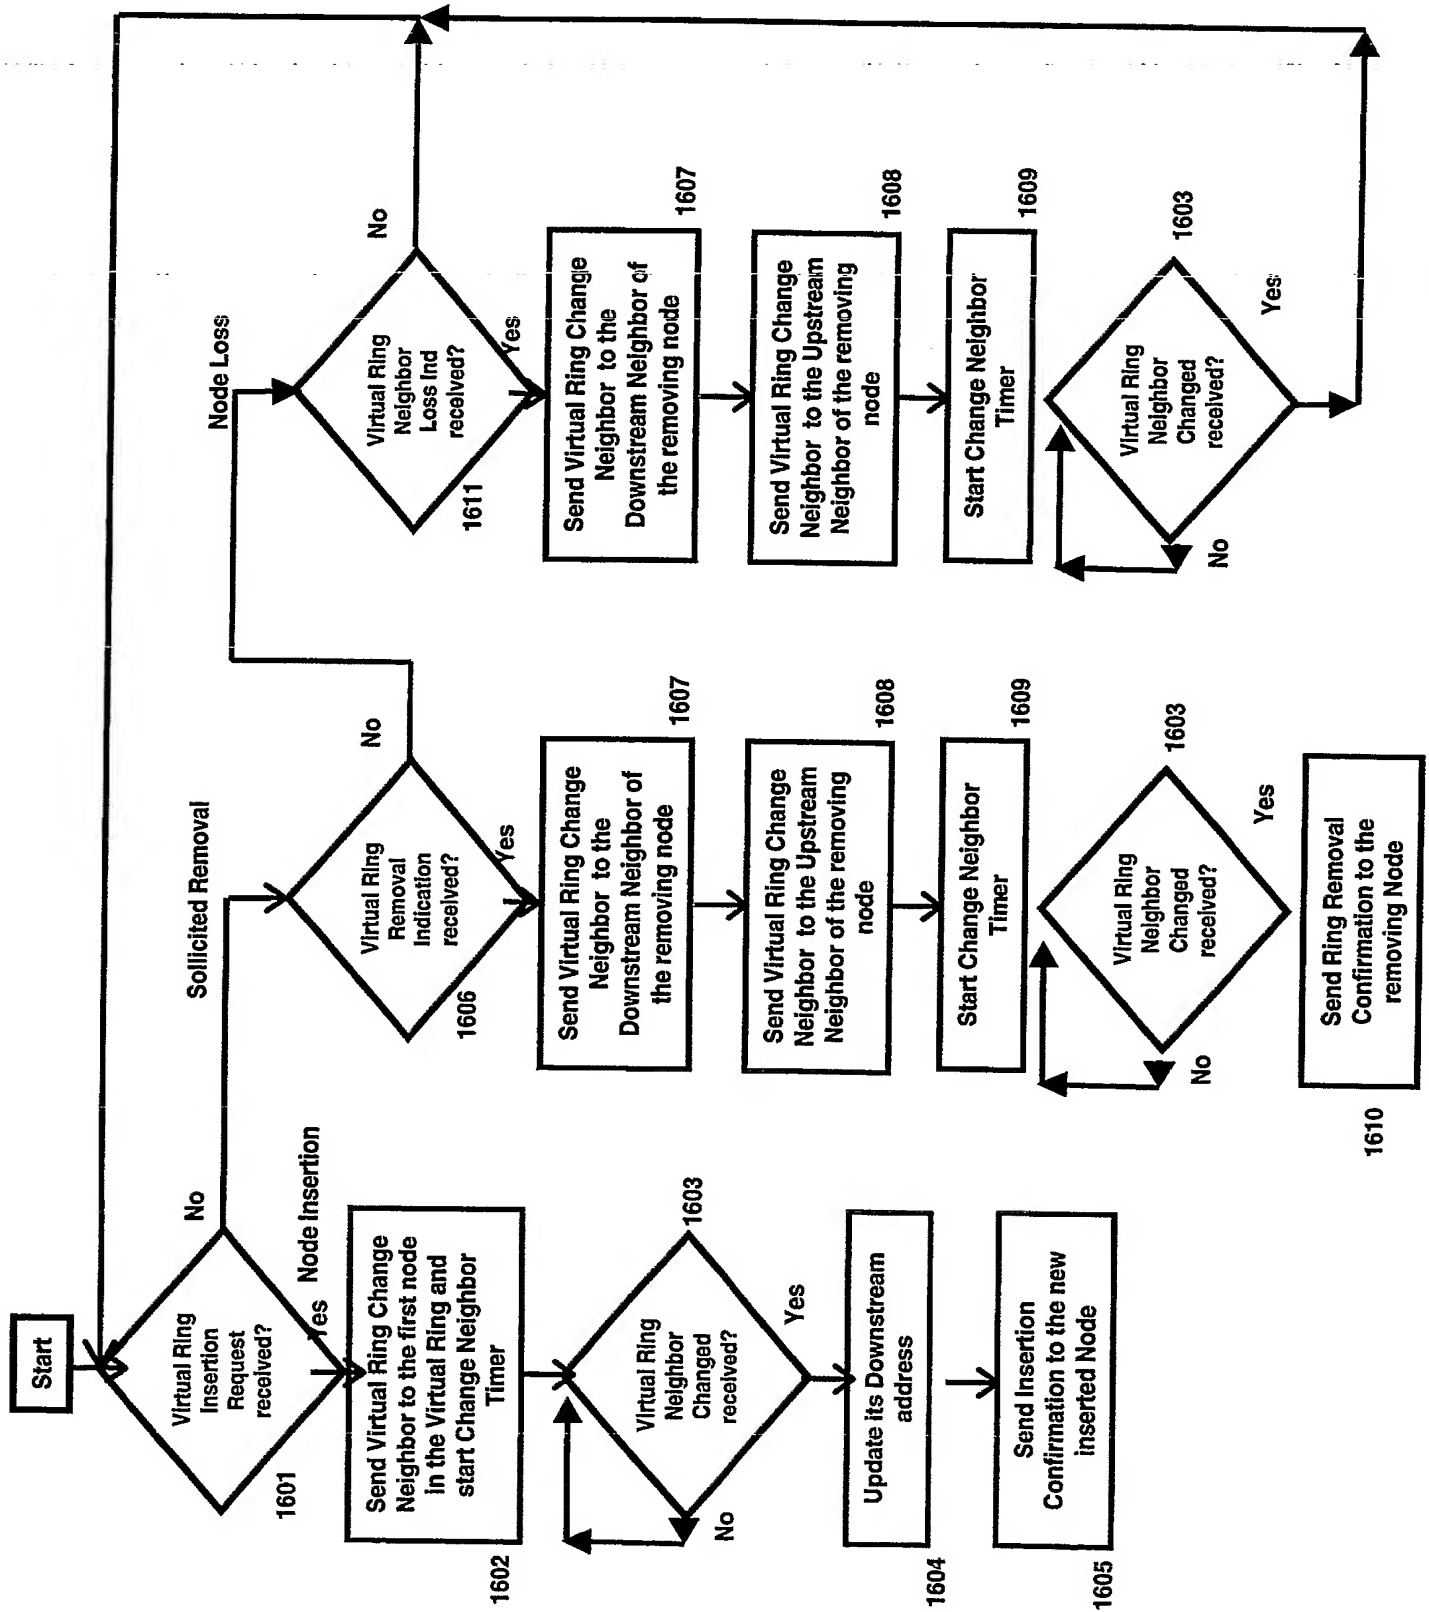 Start
Virtual Ring
Insertion
Request
received?
1601
No
Yes
Node Insertion
Send Virtual Ring Change
Neighbor to the first node
in the Virtual Ring and
start Change Neighbor
Timer
1602
Virtual Ring
Neighbor
Changed
received?
1603
No
Yes
Update its Downstream
address
1604
Send Insertion
Confirmation to the new
inserted Node
1605
Sollicited Removal
Virtual Ring
Removal
Indication
received?
1606
No
Yes
Send Virtual Ring Change
Neighbor to the
Downstream Neighbor of
the removing node
1607
Send Virtual Ring Change
Neighbor to the Upstream
Neighbor of the removing
node
1608
Start Change Neighbor
Timer
1609
Virtual Ring
Neighbor
Changed
received?
1603
No
Yes
Send Ring Removal
Confirmation to the
removing Node
1610
Node Loss
Virtual Ring
Neighbor
Loss Ind
received?
1611
No
Yes
Send Virtual Ring Change
Neighbor to the
Downstream Neighbor of
the removing node
1607
Send Virtual Ring Change
Neighbor to the Upstream
Neighbor of the removing
node
1608
Start Change Neighbor
Timer
1609
Virtual Ring
Neighbor
Changed
received?
1603
No
Yes